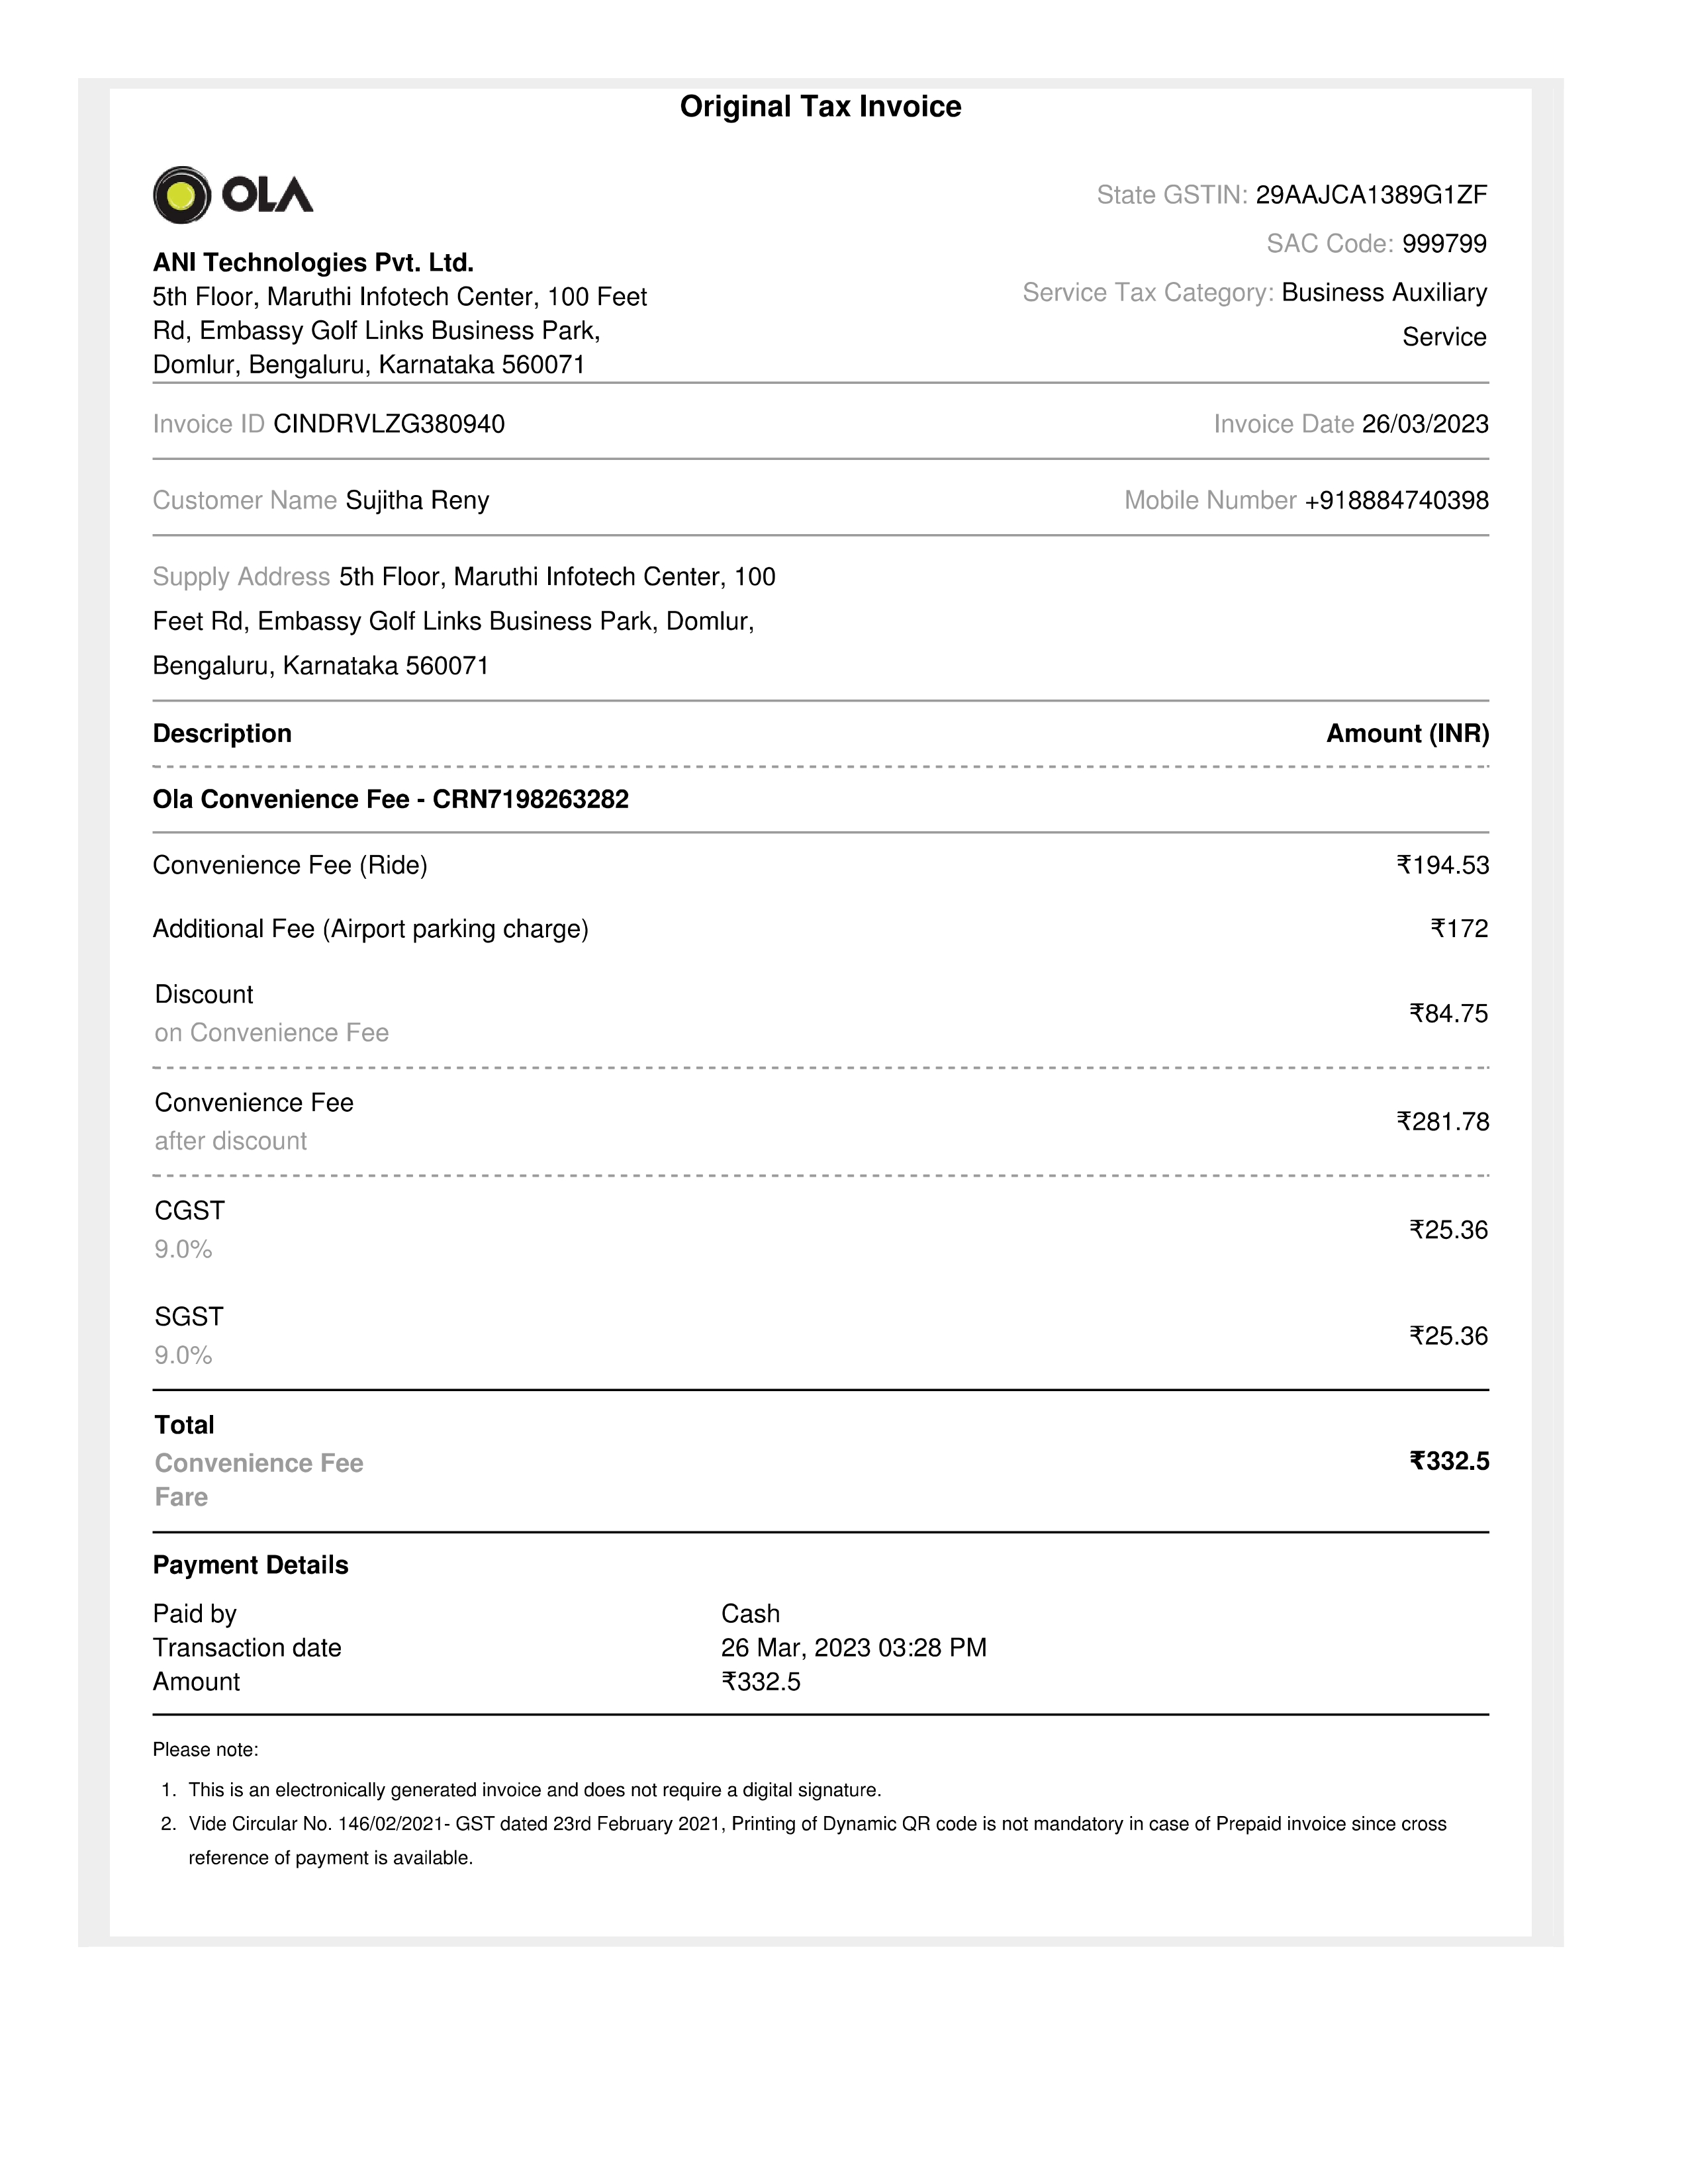 Original Tax Invoice
OLA
State GSTIN: 29AAJCA1389G1ZF
SAC Code: 999799
Service Tax Category: Business Auxiliary
Service
ANI Technologies Pvt. Ltd.
5th Floor, Maruthi Infotech Center, 100 Feet
Rd, Embassy Golf Links Business Park,
Domlur, Bengaluru, Karnataka 560071
Invoice ID CINDRVLZG380940 Invoice Date 26/03/2023
Customer Name Sujitha Reny Mobile Number +918884740398
Supply Address 5th Floor, Maruthi Infotech Center, 100
Feet Rd, Embassy Golf Links Business Park, Domlur,
Bengaluru, Karnataka 560071
Description Amount (INR)
Ola Convenience Fee - CRN7198263282
Convenience Fee (Ride) ₹194.53
Additional Fee (Airport parking charge) ₹172
Discount
on Convenience Fee ₹84.75
Convenience Fee
after discount ₹281.78
CGST
9.0% ₹25.36
SGST
9.0% ₹25.36
Total
Convenience Fee ₹332.5
Fare
Payment Details
Paid by Cash
Transaction date 26 Mar, 2023 03:28 PM
Amount ₹332.5
Please note:
1. This is an electronically generated invoice and does not require a digital signature.
2. Vide Circular No. 146/02/2021- GST dated 23rd February 2021, Printing of Dynamic QR code is not mandatory in case of Prepaid invoice since cross
reference of payment is available.